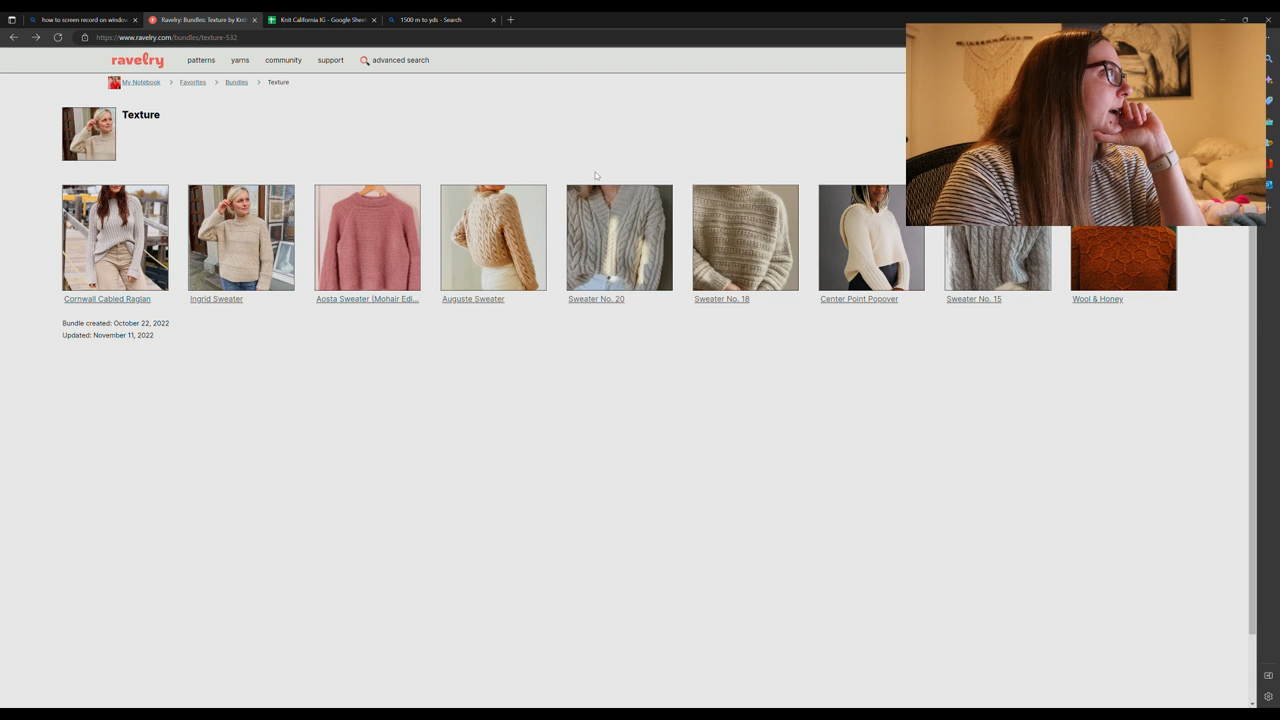 how to screen record on window
Ravelry: Bundles: Texture by Knit
Knit California IG - Google Sheet
1500 m to yds - Search
https://www.ravelry.com/bundles/texture-532
ravelry
patterns
yarns
community
support
advanced search
My Notebook
Favorites
Bundles
Texture
Texture
Cornwall Cabled Raglan
Ingrid Sweater
Aosta Sweater (Mohair Edi...
Auguste Sweater
Sweater No. 20
Sweater No. 18
Center Point Popover
Sweater No. 15
Wool & Honey
Bundle created: October 22, 2022
Updated: November 11, 2022